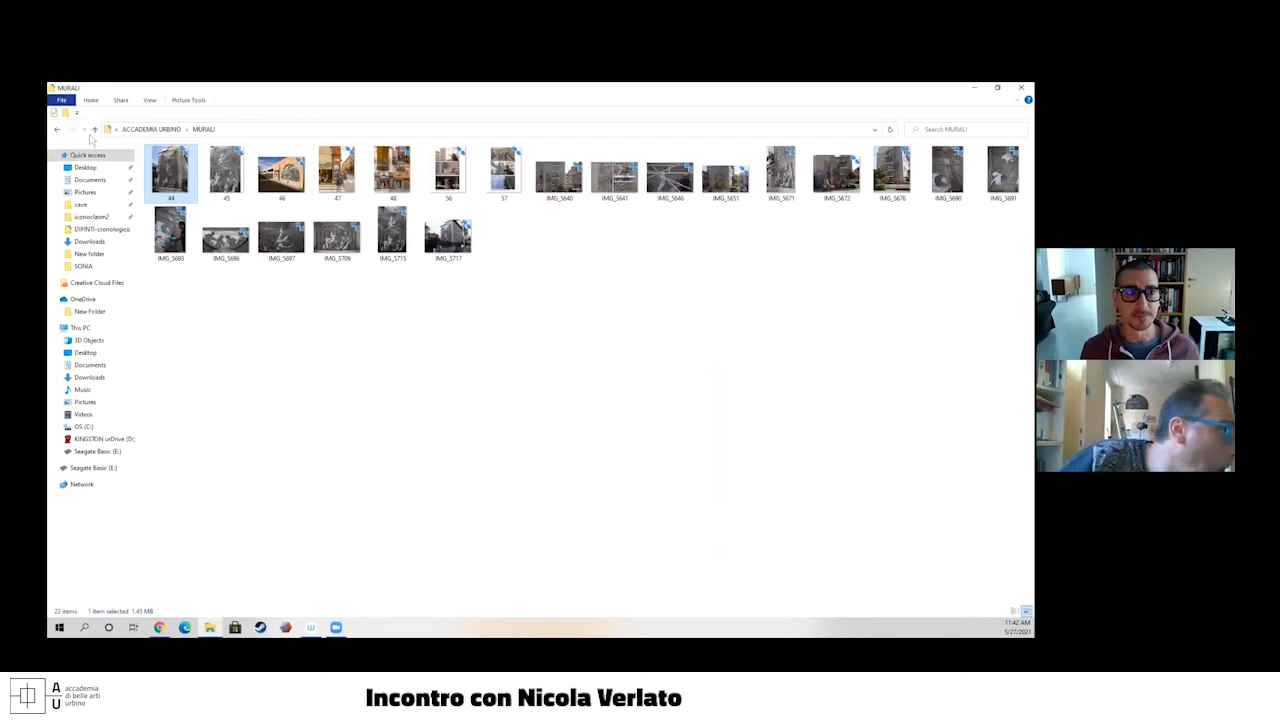 MURALI
File Home Share View Picture Tools
ACCADEMIA URBINO › MURALI
Search MURALI
Quick access
Desktop
Documents
Pictures
cave
iconoclasm2
DIPINTI-cronologico
Downloads
New folder
SONIA
Creative Cloud Files
OneDrive
New Folder
This PC
3D Objects
Desktop
Documents
Downloads
Music
Pictures
Videos
OS (C:)
KINGSTON urDrive (D:)
Seagate Basic (E:)
Seagate Basic (E:)
Network
44 45 46 47 48 56 57 IMG_5640 IMG_5641 IMG_5646 IMG_5651 IMG_5671 IMG_5672 IMG_5676 IMG_5690 IMG_5691
IMG_5693 IMG_5696 IMG_5697 IMG_5709 IMG_5715 IMG_5717
22 items 1 item selected 1.45 MB
11:42 AM
5/27/2021
A
U
accademia
di belle arti
urbino
Incontro con Nicola Verlato